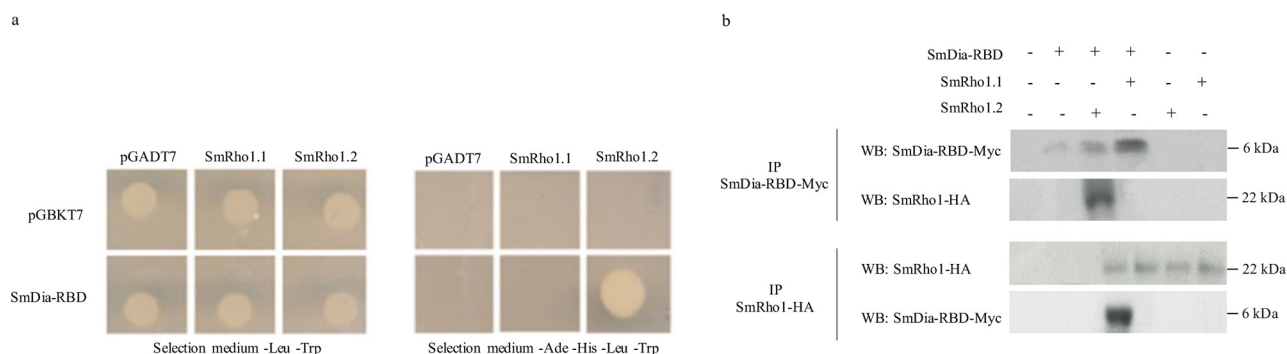 a
pGADT7 SmRho1.1 SmRho1.2
pGADT7 SmRho1.1 SmRho1.2
pGBKT7
SmDia-RBD
Selection medium -Leu -Trp
Selection medium -Ade -His -Leu -Trp
b
SmDia-RBD - + + + - -
SmRho1.1 - - - + - +
SmRho1.2 - - + - + -
IP
SmDia-RBD-Myc
WB: SmDia-RBD-Myc
6 kDa
WB: SmRho1-HA
22 kDa
IP
SmRho1-HA
WB: SmRho1-HA
22 kDa
WB: SmDia-RBD-Myc
6 kDa